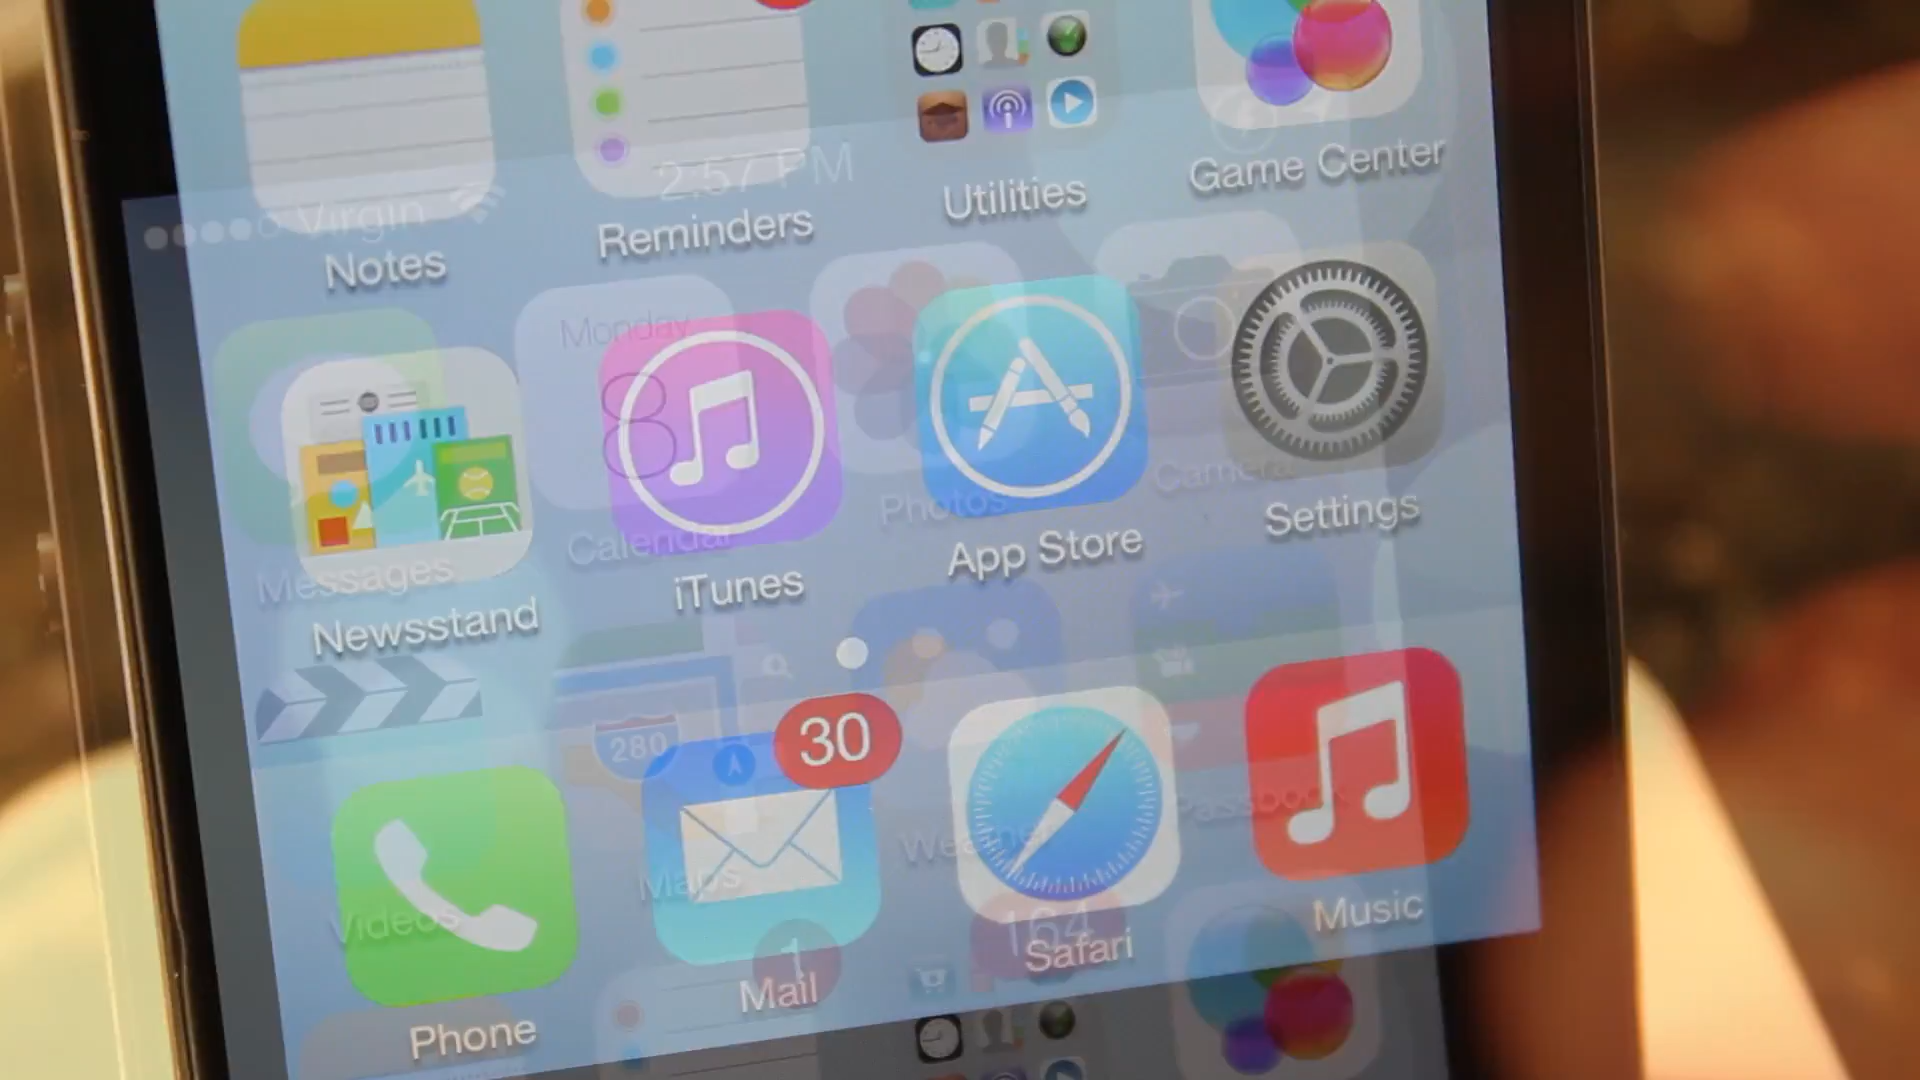 2:57 PM
Game Center
Utilities
Virgin
Reminders
Notes
Monday
8
Camera
Photos
Settings
Calendar
App Store
Messages
iTunes
Newsstand
280
30
Passbook
Weather
Maps
Videos
Music
164
Safari
1
Mail
Phone